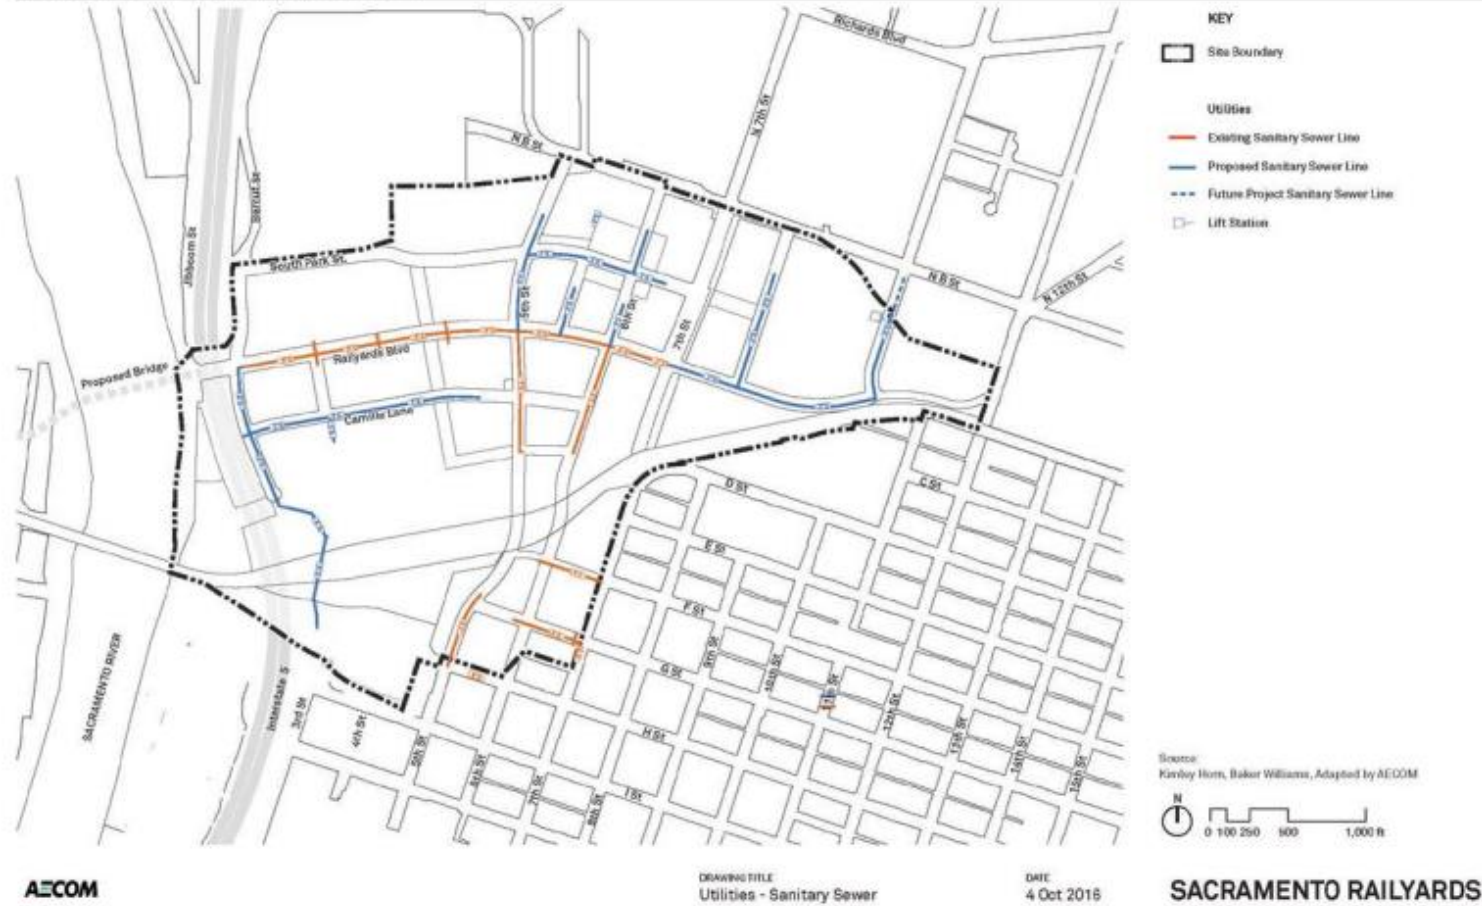 Richards Blvd
KEY
Site Boundary
Utilities
Existing Sanitary Sewer Line
Proposed Sanitary Sewer Line
Future Project Sanitary Sewer Line
Lift Station
N 7th St
N B St
Bercut St
Jibboom St
South Park St.
N B St
N 12th St
5th St
6th St
7th St
Railyards Blvd
Proposed Bridge
Camille Lane
D St
C St
E St
F St
G St
H St
I St
SACRAMENTO RIVER
Interstate 5
3rd St
4th St
5th St
6th St
7th St
8th St
9th St
10th St
11th St
12th St
13th St
14th St
15th St
Source:
Kimley Horn, Baker Williams, Adapted by AECOM
N
0 100 250 500 1,000 ft
AECOM
DRAWING TITLE
Utilities - Sanitary Sewer
DATE
4 Oct 2016
SACRAMENTO RAILYARDS